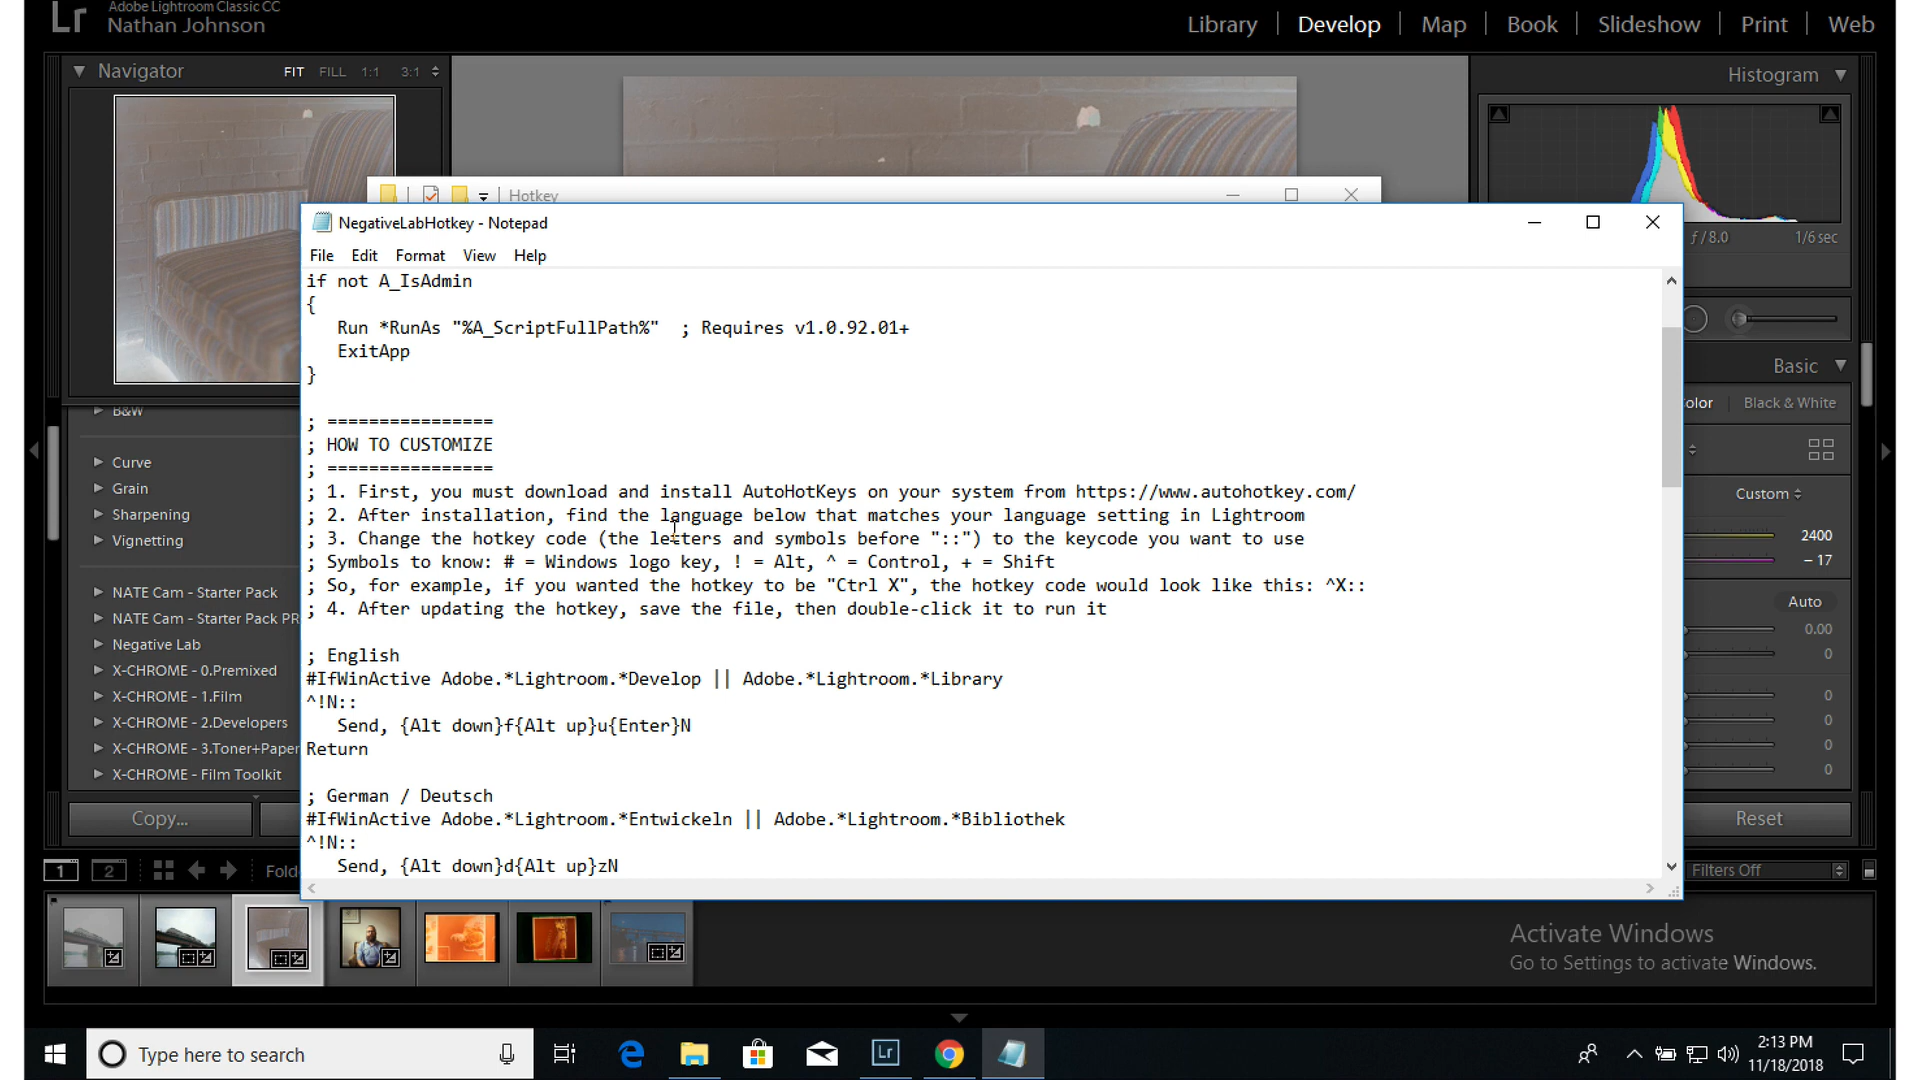 Lr
Adobe Lightroom Classic CC
Nathan Johnson
Library
Develop
Map
Book
Slideshow
Print
Web
Navigator
FIT
FILL
1:1
3:1
Histogram
ƒ/8.0
1/6 sec
Hotkey
NegativeLabHotkey - Notepad
File
Edit
Format
View
Help
if not A_IsAdmin
{
Run *RunAs "%A_ScriptFullPath%" ; Requires v1.0.92.01+
ExitApp
}
; ================
; HOW TO CUSTOMIZE
; ================
; 1. First, you must download and install AutoHotKeys on your system from https://www.autohotkey.com/
; 2. After installation, find the language below that matches your language setting in Lightroom
; 3. Change the hotkey code (the letters and symbols before "::") to the keycode you want to use
; Symbols to know: # = Windows logo key, ! = Alt, ^ = Control, + = Shift
; So, for example, if you wanted the hotkey to be "Ctrl X", the hotkey code would look like this: ^X::
; 4. After updating the hotkey, save the file, then double-click it to run it
; English
#IfWinActive Adobe.*Lightroom.*Develop || Adobe.*Lightroom.*Library
^!N::
Send, {Alt down}f{Alt up}u{Enter}N
Return
; German / Deutsch
#IfWinActive Adobe.*Lightroom.*Entwickeln || Adobe.*Lightroom.*Bibliothek
^!N::
Send, {Alt down}d{Alt up}zN
B&W
Curve
Grain
Sharpening
Vignetting
NATE Cam - Starter Pack
NATE Cam - Starter Pack PR
Negative Lab
X-CHROME - 0.Premixed
X-CHROME - 1.Film
X-CHROME - 2.Developers
X-CHROME - 3.Toner+Paper
X-CHROME - Film Toolkit
Copy...
Basic
olor
Black & White
Custom
2400
– 17
Auto
0.00
0
0
0
0
0
Reset
1
2
Fold
Filters Off
Activate Windows
Go to Settings to activate Windows.
Type here to search
Lr
2:13 PM
11/18/2018